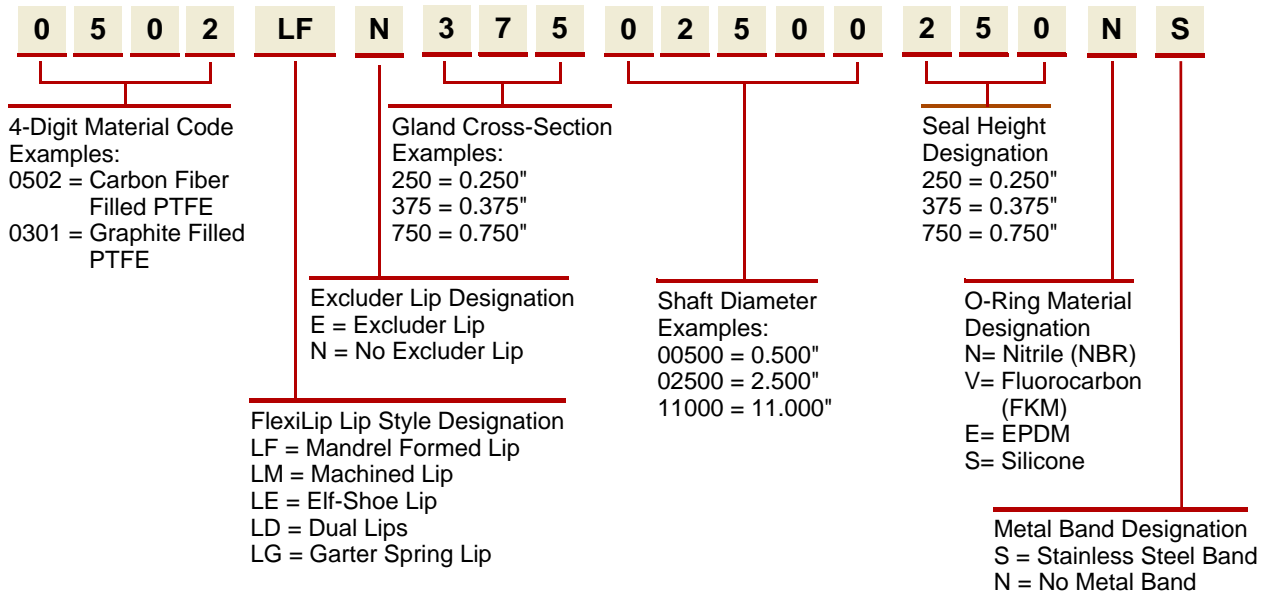 0 5 0 2 LF N 3 7 5 0 2 5 0 0 2 5 0 N S
4-Digit Material Code
Examples:
0502 = Carbon Fiber
Filled PTFE
0301 = Graphite Filled
PTFE
Gland Cross-Section
Examples:
250 = 0.250"
375 = 0.375"
750 = 0.750"
Seal Height
Designation
250 = 0.250"
375 = 0.375"
750 = 0.750"
Excluder Lip Designation
E = Excluder Lip
N = No Excluder Lip
Shaft Diameter
Examples:
00500 = 0.500"
02500 = 2.500"
11000 = 11.000"
O-Ring Material
Designation
N= Nitrile (NBR)
V= Fluorocarbon
(FKM)
E= EPDM
S= Silicone
FlexiLip Lip Style Designation
LF = Mandrel Formed Lip
LM = Machined Lip
LE = Elf-Shoe Lip
LD = Dual Lips
LG = Garter Spring Lip
Metal Band Designation
S = Stainless Steel Band
N = No Metal Band